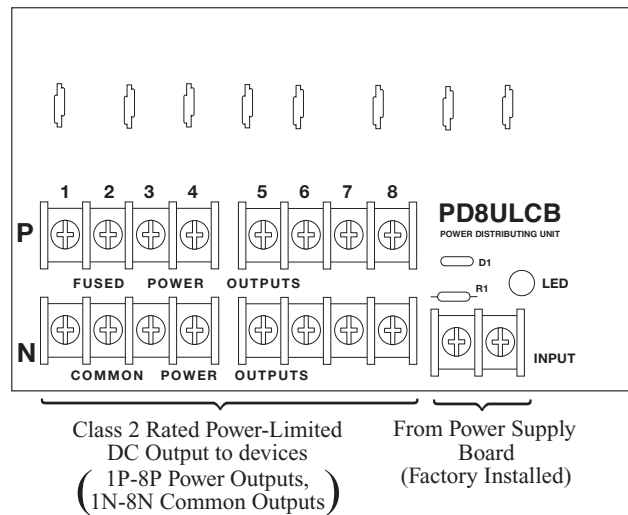 1 2 3 4 5 6 7 8
P
PD8ULCB
POWER DISTRIBUTING UNIT
D1
FUSED POWER OUTPUTS
LED
R1
N
INPUT
COMMON POWER OUTPUTS
Class 2 Rated Power-Limited
DC Output to devices
(1P-8P Power Outputs,
1N-8N Common Outputs)
From Power Supply
Board
(Factory Installed)